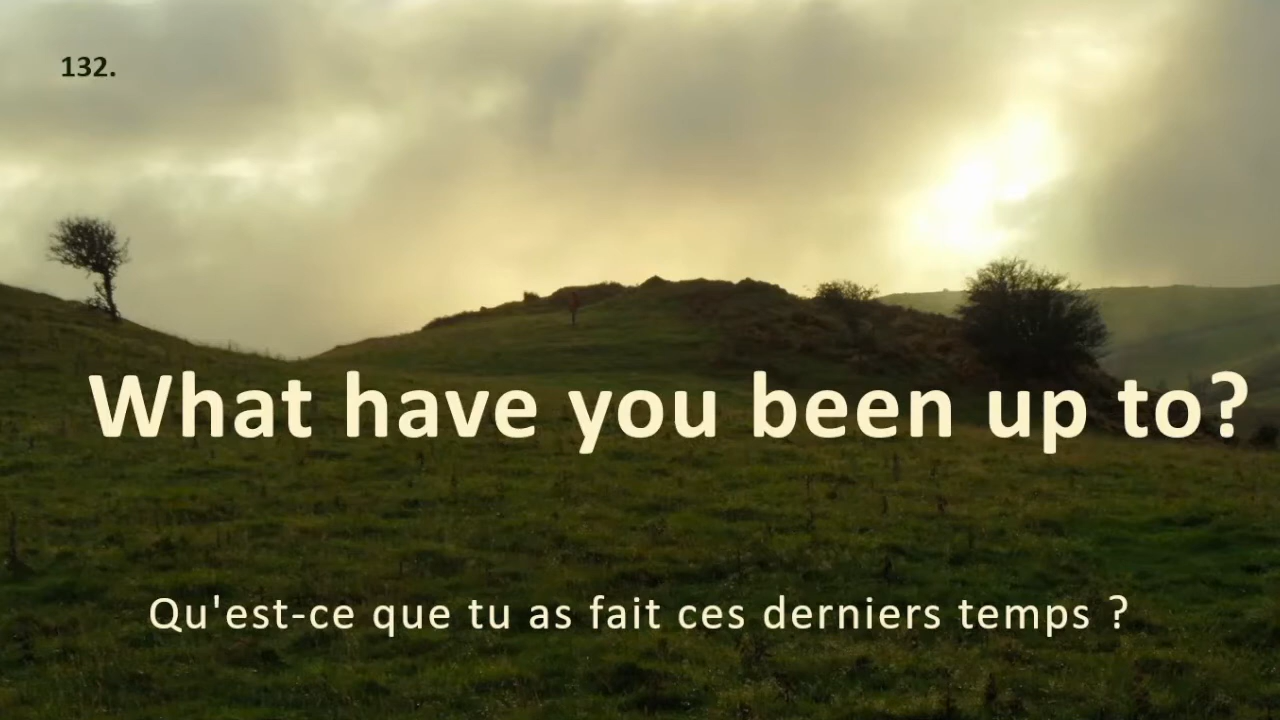 132.
What have you been up to?
Qu'est-ce que tu as fait ces derniers temps ?